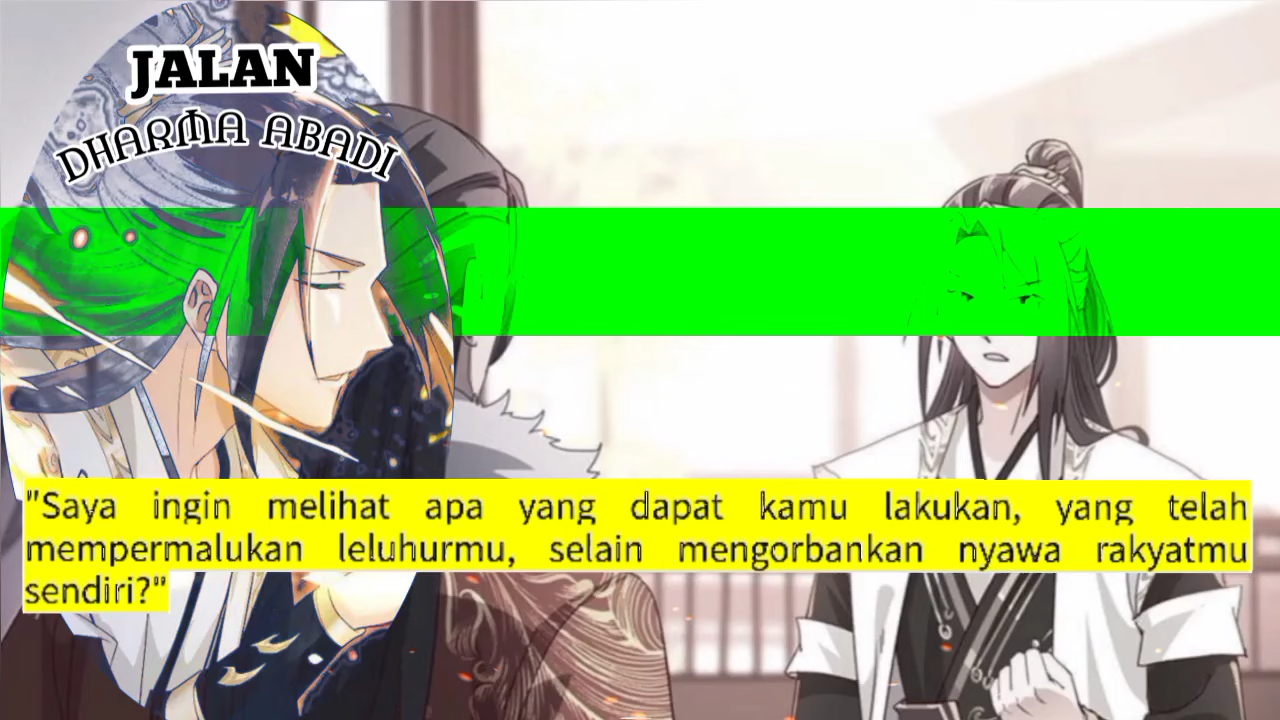 JALAN
DHARMA ABADI
"Saya ingin melihat apa yang dapat kamu lakukan, yang telah
mempermalukan leluhurmu, selain mengorbankan nyawa rakyatmu
sendiri?"